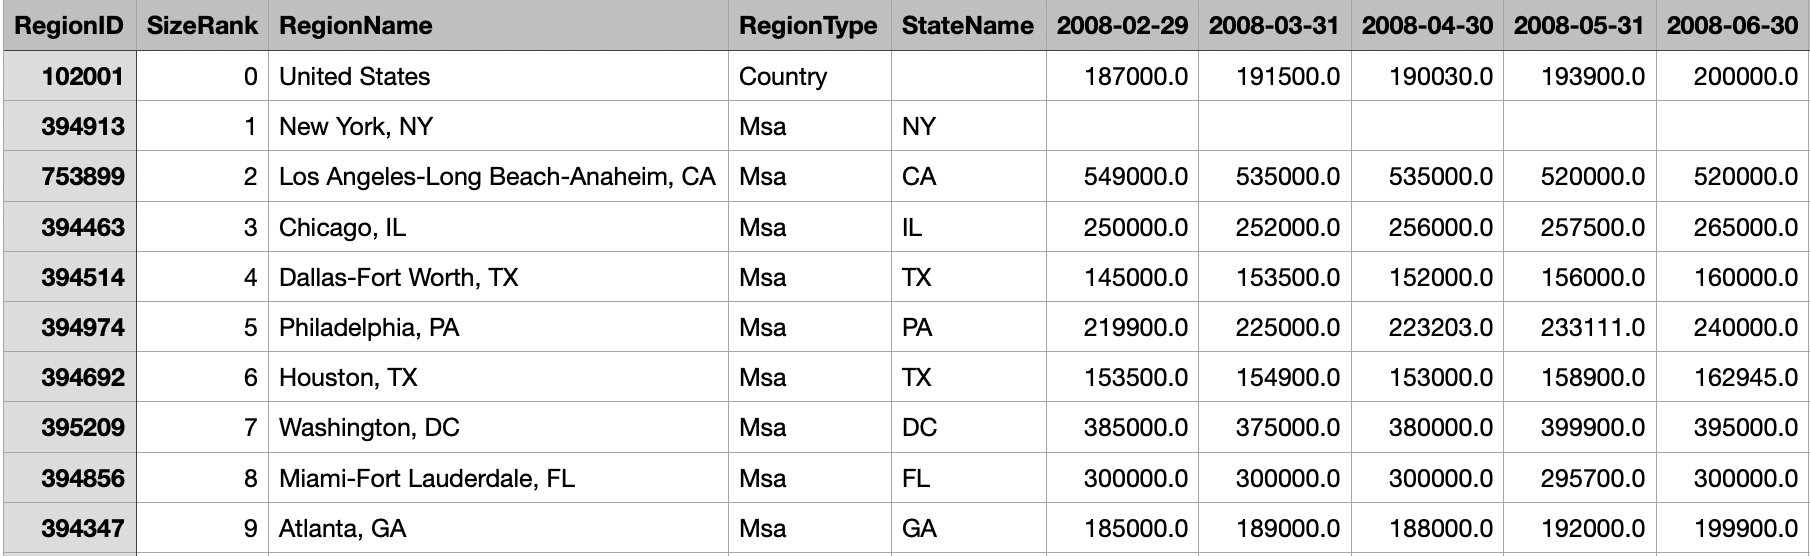 RegionID SizeRank RegionName RegionType StateName 2008-02-29 2008-03-31 2008-04-30 2008-05-31 2008-06-30
102001 0 United States Country 187000.0 191500.0 190030.0 193900.0 200000.0
394913 1 New York, NY Msa NY
753899 2 Los Angeles-Long Beach-Anaheim, CA Msa CA 549000.0 535000.0 535000.0 520000.0 520000.0
394463 3 Chicago, IL Msa IL 250000.0 252000.0 256000.0 257500.0 265000.0
394514 4 Dallas-Fort Worth, TX Msa TX 145000.0 153500.0 152000.0 156000.0 160000.0
394974 5 Philadelphia, PA Msa PA 219900.0 225000.0 223203.0 233111.0 240000.0
394692 6 Houston, TX Msa TX 153500.0 154900.0 153000.0 158900.0 162945.0
395209 7 Washington, DC Msa DC 385000.0 375000.0 380000.0 399900.0 395000.0
394856 8 Miami-Fort Lauderdale, FL Msa FL 300000.0 300000.0 300000.0 295700.0 300000.0
394347 9 Atlanta, GA Msa GA 185000.0 189000.0 188000.0 192000.0 199900.0